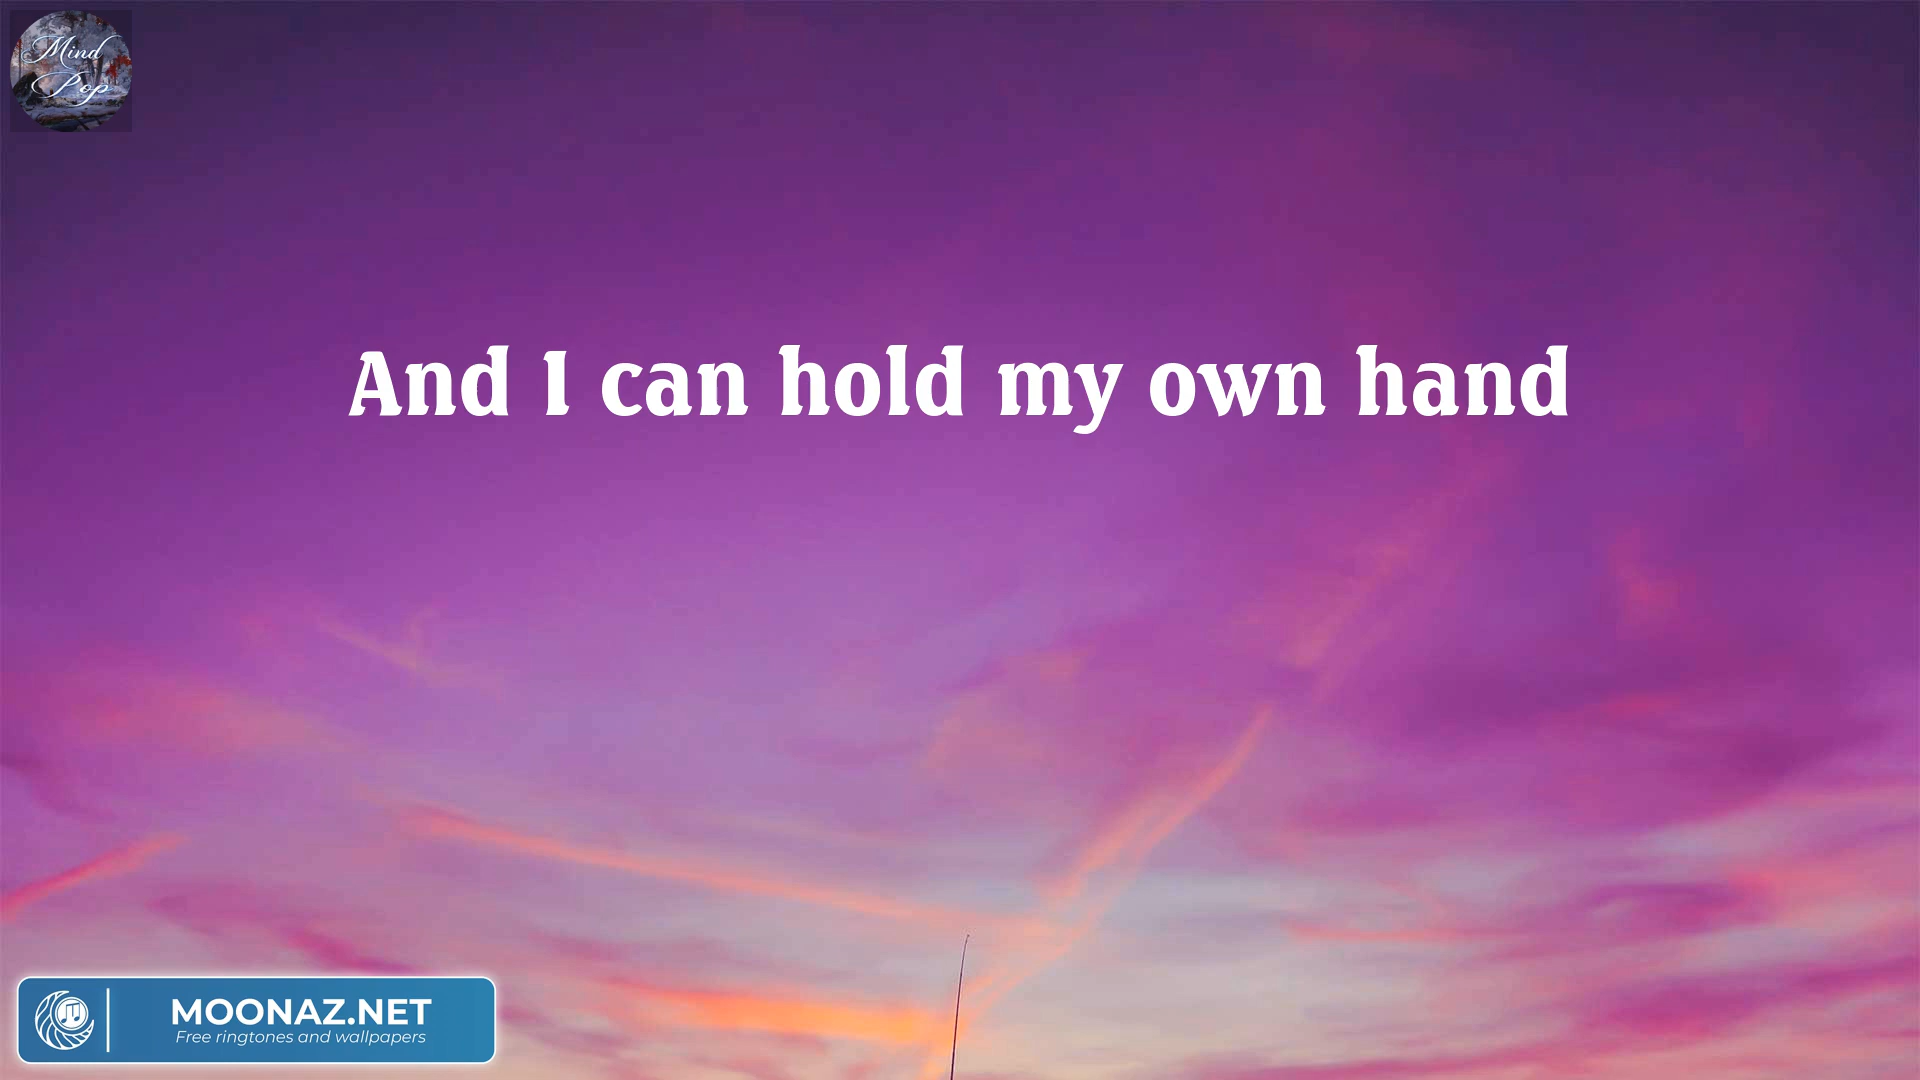 Mind
Pop
And I can hold my own hand
MOONAZ.NET
Free ringtones and wallpapers